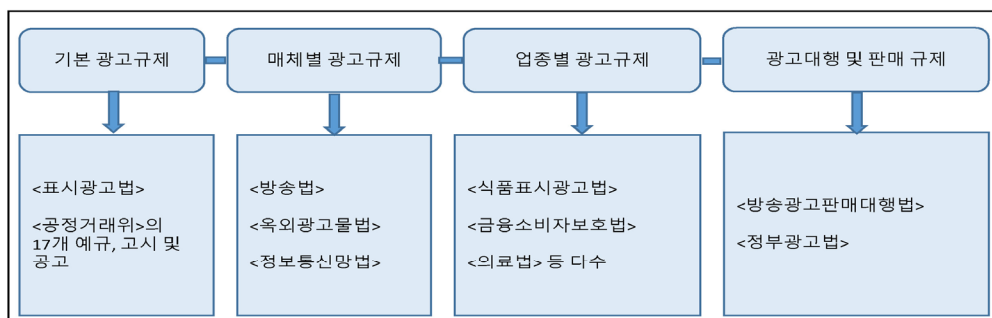 기본 광고규제
매체별 광고규제
업종별 광고규제
광고대행 및 판매 규제
<표시광고법>
<공정거래위>의
17개 예규, 고시 및
공고
<방송법>
<옥외광고물법>
<정보통신망법>
<식품표시광고법>
<금융소비자보호법>
<의료법> 등 다수
<방송광고판매대행법>
<정부광고법>